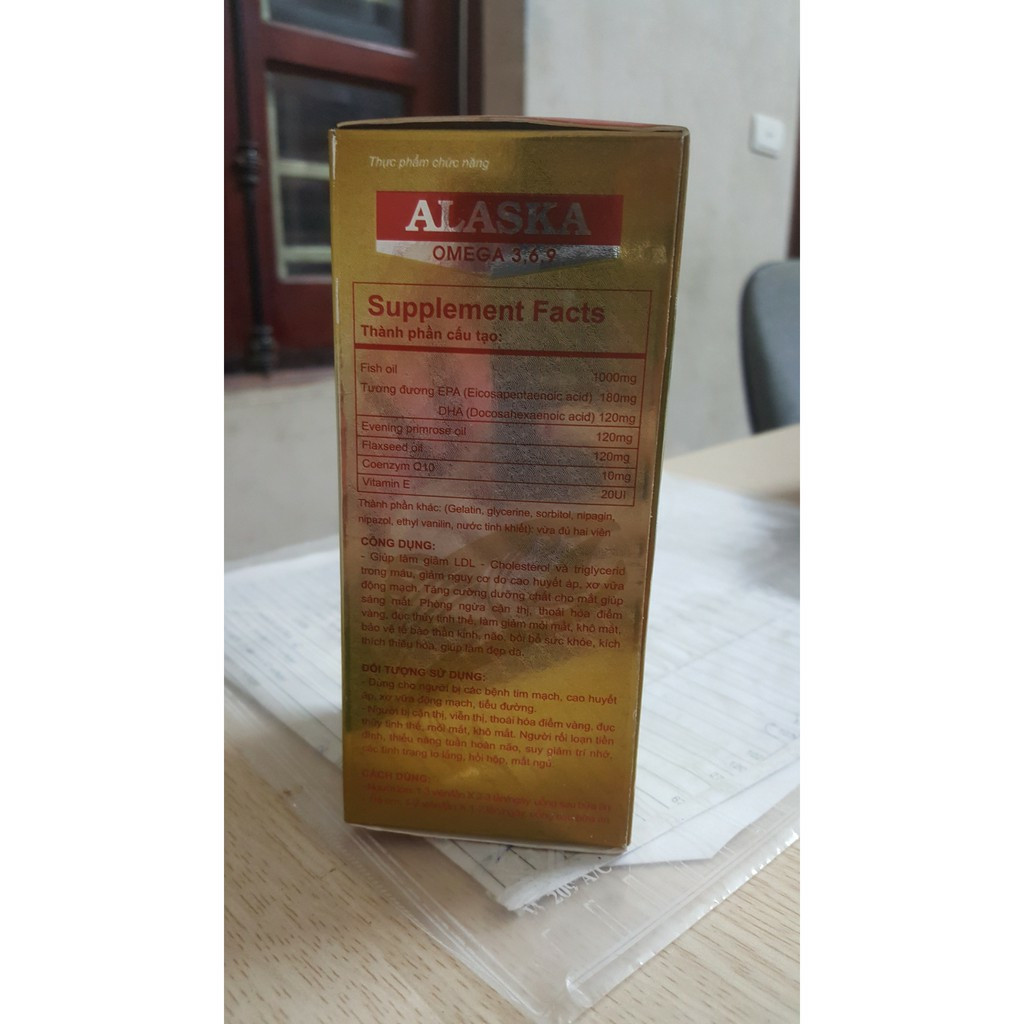 Thực phẩm chức năng
ALASKA
OMEGA 3,6,9
Supplement Facts
Thành phần cấu tạo:
Fish oil 1000mg
Tương đương EPA (Eicosapentaenoic acid) 180mg
DHA (Docosahexaenoic acid) 120mg
Evening primrose oil 120mg
Flaxseed oil 120mg
Coenzym Q10 10mg
Vitamin E 20UI
Thành phần khác: (Gelatin, glycerine, sorbitol, nipagin,
nipazol, ethyl vanilin, nước tinh khiết): vừa đủ hai viên
CÔNG DỤNG:
- Giúp làm giảm LDL - Cholesterol và triglycerid
trong máu, giảm nguy cơ do cao huyết áp, xơ vữa
động mạch. Tăng cường dưỡng chất cho mắt giúp
sáng mắt. Phòng ngừa cận thị, thoái hóa điểm
vàng, đục thủy tinh thể, làm giảm mỏi mắt, khô mắt,
bảo vệ tế bào thần kinh, não, bồi bổ sức khỏe, kích
thích thiếu hóa, giúp làm đẹp da.
ĐỐI TƯỢNG SỬ DỤNG:
- Dùng cho người bị các bệnh tim mạch, cao huyết
áp, xơ vữa động mạch, tiểu đường.
- Người bị cận thị, viễn thị, thoái hóa điểm vàng, đục
thủy tinh thể, mỏi mắt, khô mắt. Người rối loạn tiền
đình, thiểu năng tuần hoàn não, suy giảm trí nhớ,
các tình trạng lo lắng, hồi hộp, mất ngủ.
CÁCH DÙNG: